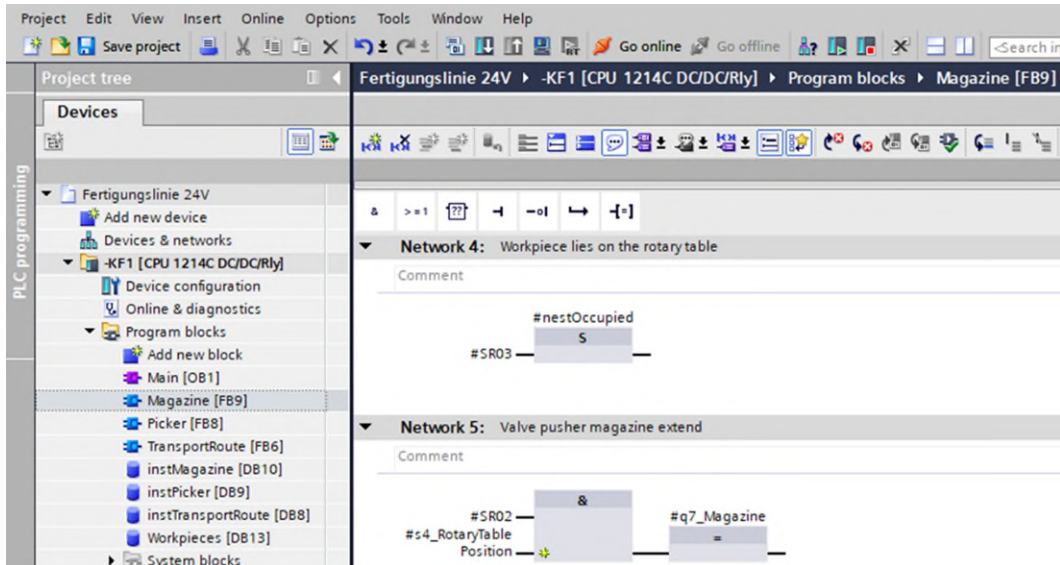 Project Edit View Insert Online Options Tools Window Help
Save project Go online Go offline <Search in
Project tree Fertigungslinie 24V ▸ -KF1 [CPU 1214C DC/DC/Rly] ▸ Program blocks ▸ Magazine [FB9]
Devices
PLC programming
Fertigungslinie 24V
Add new device
Devices & networks
-KF1 [CPU 1214C DC/DC/Rly]
Device configuration
Online & diagnostics
Program blocks
Add new block
Main [OB1]
Magazine [FB9]
Picker [FB8]
TransportRoute [FB6]
instMagazine [DB10]
instPicker [DB9]
instTransportRoute [DB8]
Workpieces [DB13]
System blocks
& >=1 ??
Network 4: Workpiece lies on the rotary table
Comment
#nestOccupied
S
#SR03
Network 5: Valve pusher magazine extend
Comment
&
#SR02 #q7_Magazine
#s4_RotaryTable =
Position